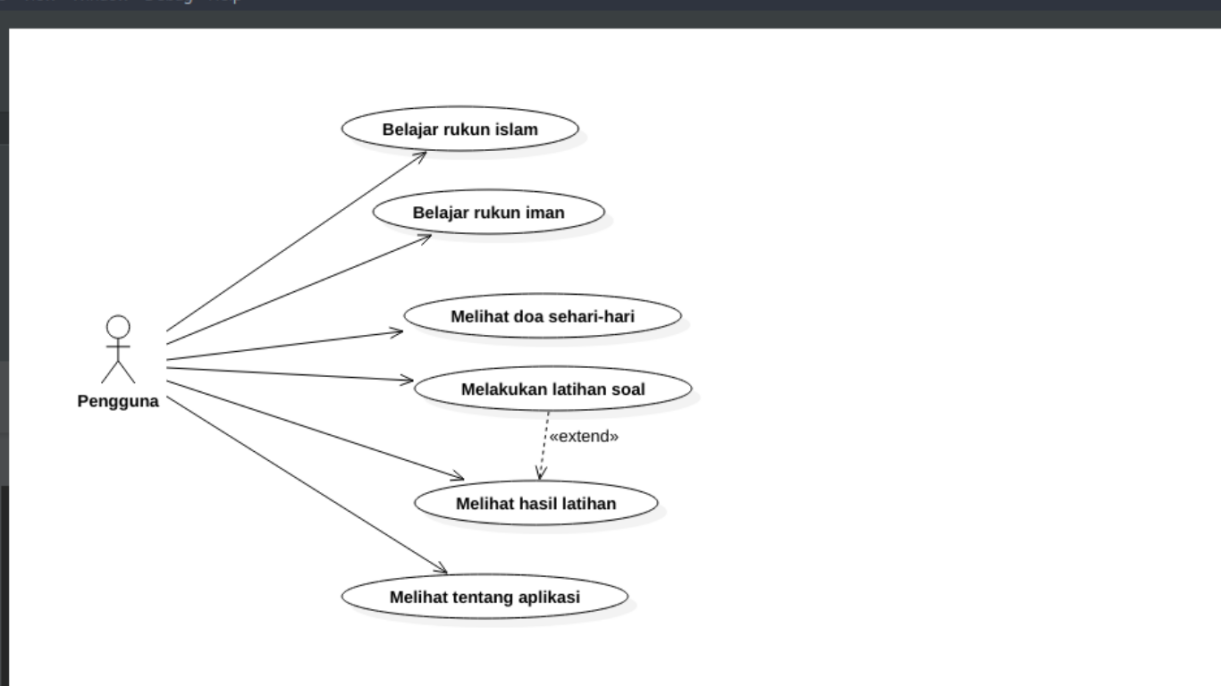 Belajar rukun islam
Belajar rukun iman
Melihat doa sehari-hari
Melakukan latihan soal
Pengguna
«extend»
Melihat hasil latihan
Melihat tentang aplikasi